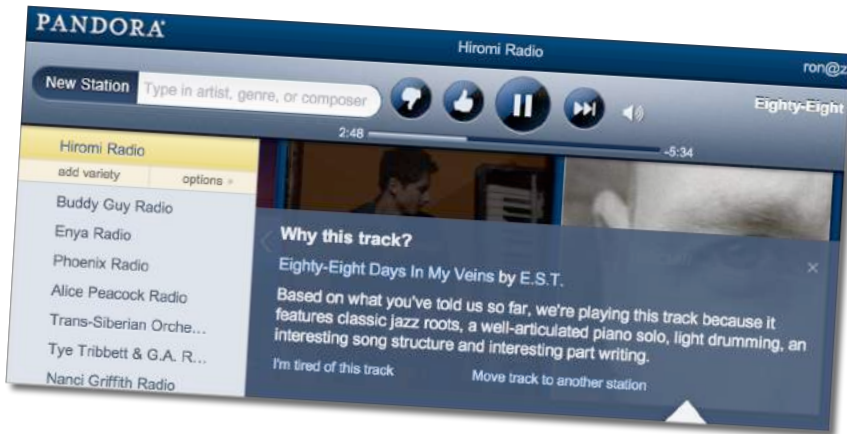 PANDORA
Hiromi Radio
ron@z
New Station
Type in artist, genre, or composer
Eighty-Eight
2:48
-5:34
Hiromi Radio
add variety
options
Buddy Guy Radio
Enya Radio
Phoenix Radio
Alice Peacock Radio
Trans-Siberian Orche...
Tye Tribbett & G.A. R...
Nanci Griffith Radio
Why this track?
Eighty-Eight Days In My Veins by E.S.T.
Based on what you've told us so far, we're playing this track because it
features classic jazz roots, a well-articulated piano solo, light drumming, an
interesting song structure and interesting part writing.
I'm tired of this track
Move track to another station